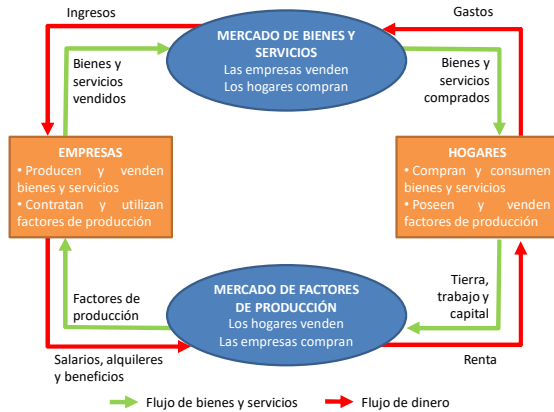 Ingresos
MERCADO DE BIENES Y
SERVICIOS
Las empresas venden
Los hogares compran
Gastos
Bienes y
servicios
vendidos
Bienes y
servicios
comprados
EMPRESAS
• Producen y venden
bienes y servicios
• Contratan y utilizan
factores de producción
HOGARES
• Compran y consumen
bienes y servicios
• Poseen y venden
factores de producción
Factores de
producción
MERCADO DE FACTORES
DE PRODUCCIÓN
Los hogares venden
Las empresas compran
Tierra,
trabajo y
capital
Salarios, alquileres
y beneficios
Renta
Flujo de bienes y servicios
Flujo de dinero